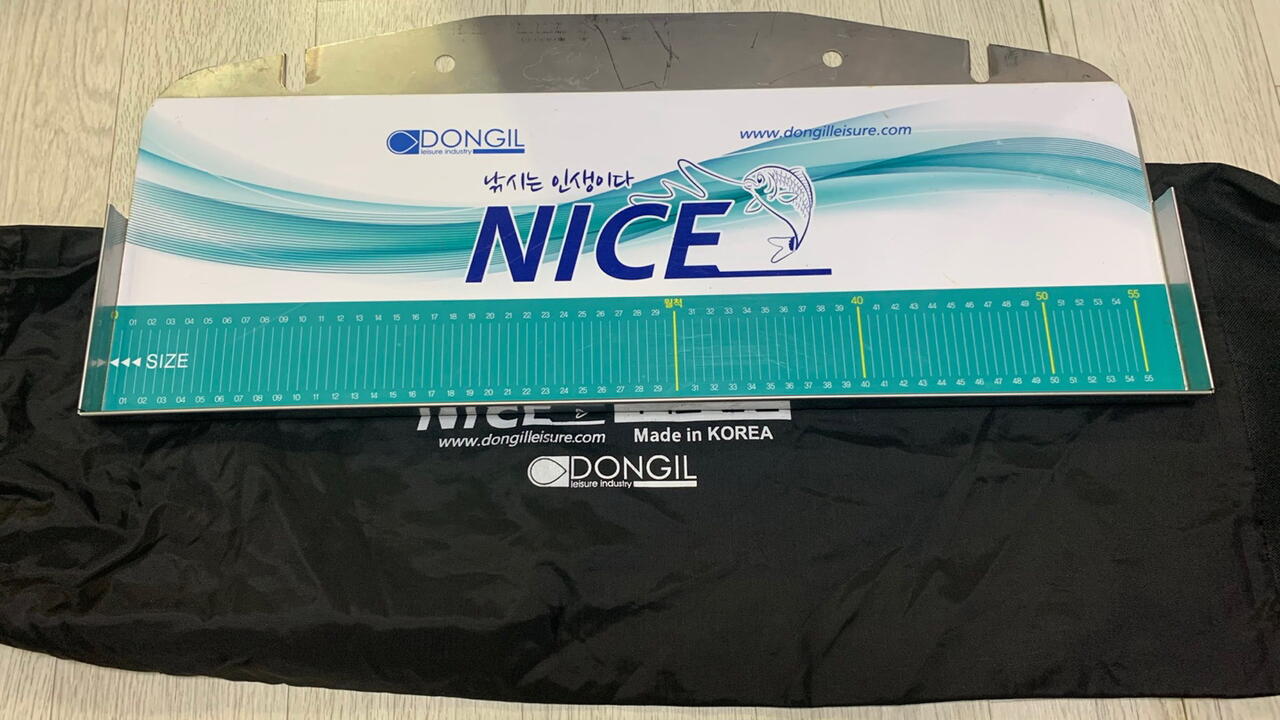 DONGIL
leisure industry
www.dongilleisure.com
낚시는 인생이다
NICE
0 01 02 03 04 05 06 07 08 09 10 11 12 13 14 15 16 17 18 19 20 21 22 23 24 25 26 27 28 29 월척 31 32 33 34 35 36 37 38 39 40 41 42 43 44 45 46 47 48 49 50 51 52 53 54 55
SIZE
01 02 03 04 05 06 07 08 09 10 11 12 13 14 15 16 17 18 19 20 21 22 23 24 25 26 27 28 29 31 32 33 34 35 36 37 38 39 40 41 42 43 44 45 46 47 48 49 50 51 52 53 54 55
NICE
www.dongilleisure.com Made in KOREA
DONGIL
leisure industry